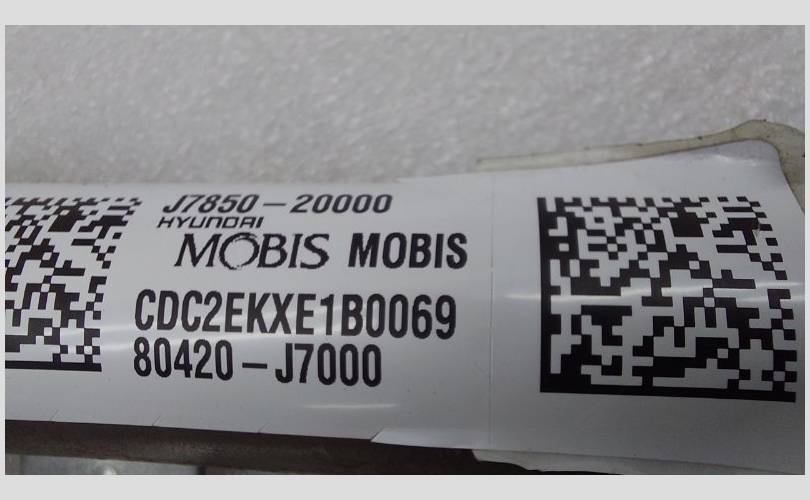 J7850-20000
HYUNDAI
MOBIS MOBIS
CDC2EKXE1B0069
80420-J7000